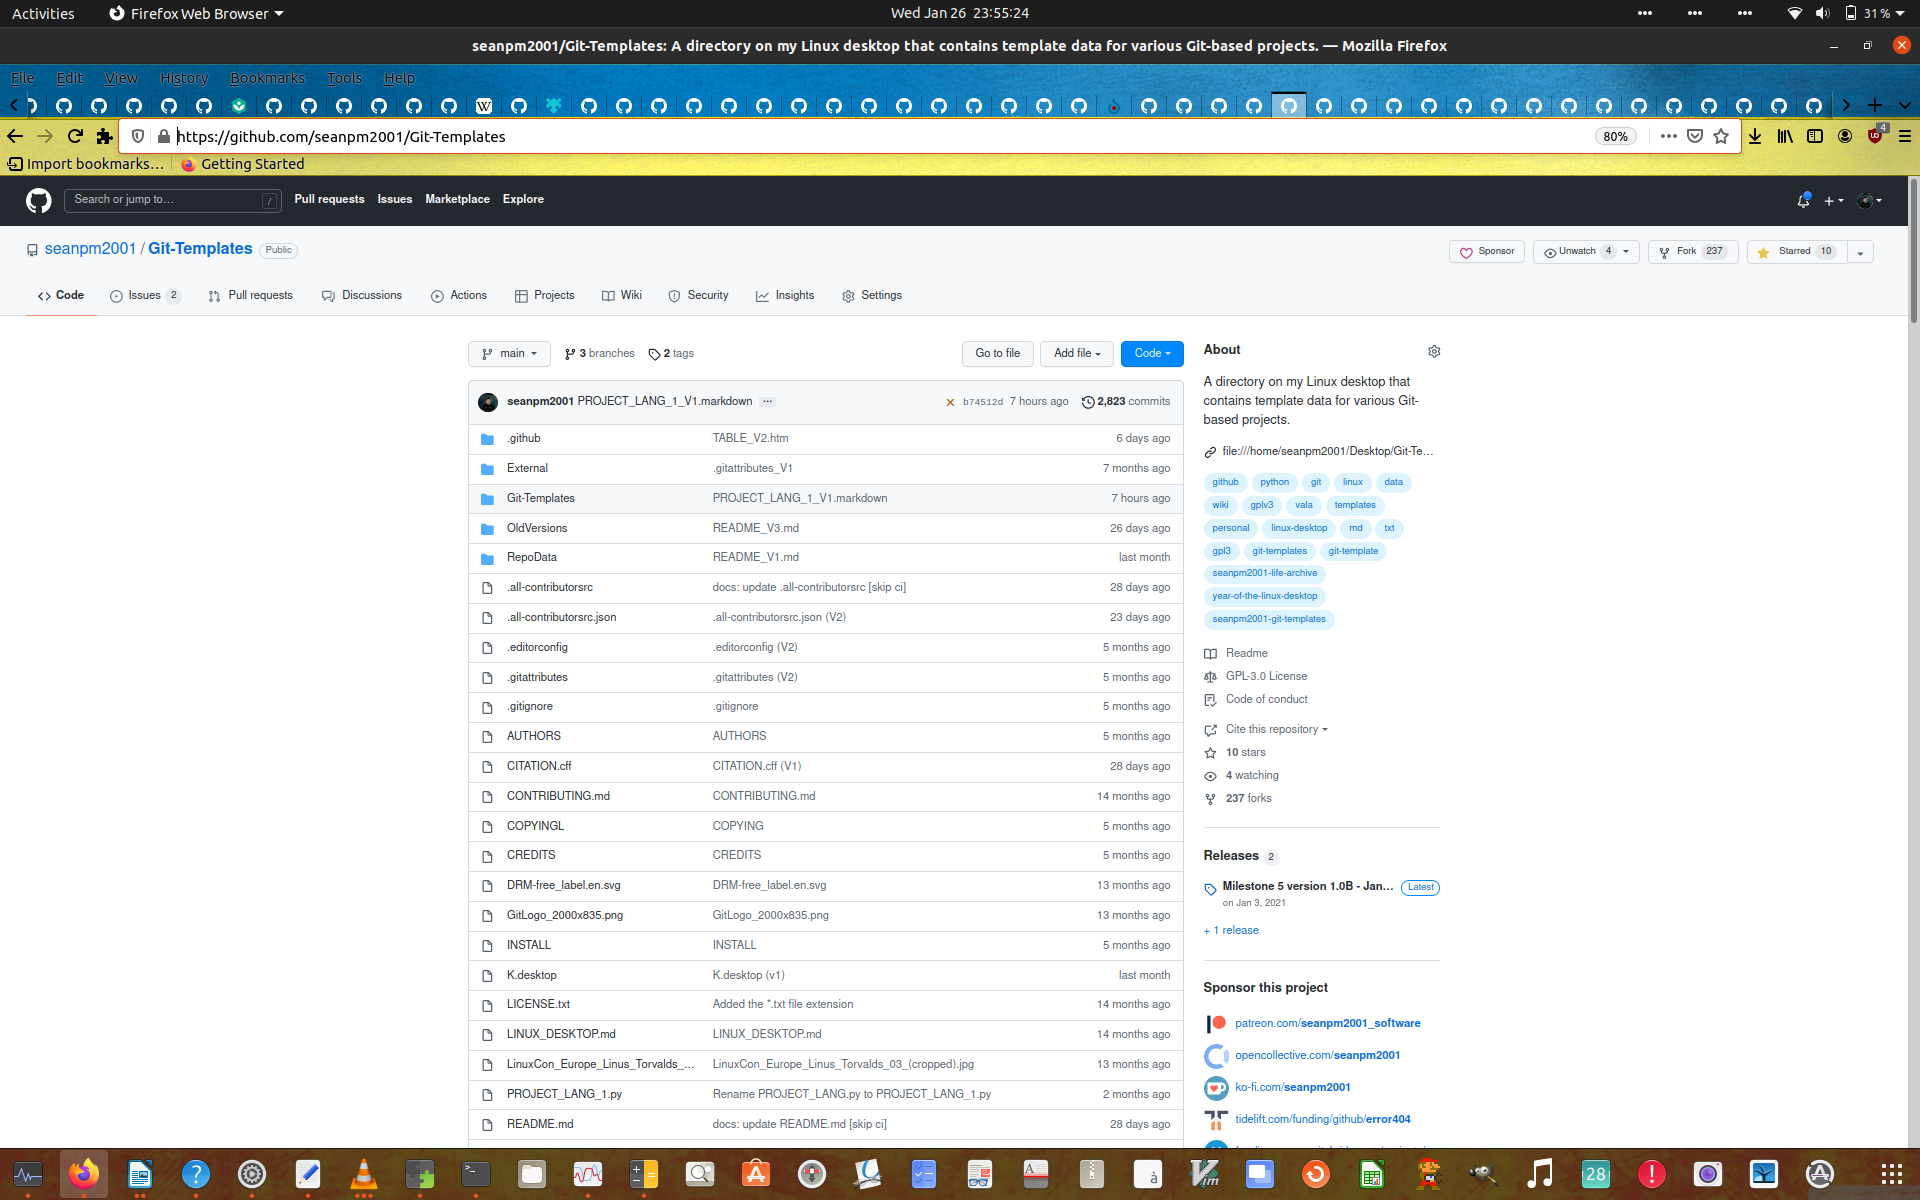 Activities
Firefox Web Browser
Wed Jan 26 23:55:24
31 %
seanpm2001/Git-Templates: A directory on my Linux desktop that contains template data for various Git-based projects. — Mozilla Firefox
File Edit View History Bookmarks Tools Help
https://github.com/seanpm2001/Git-Templates
80%
4
Import bookmarks…
Getting Started
Search or jump to…
/
Pull requests Issues Marketplace Explore
seanpm2001 / Git-Templates Public
Sponsor
Unwatch 4
Fork 237
Starred 10
Code
Issues 2
Pull requests
Discussions
Actions
Projects
Wiki
Security
Insights
Settings
main
3 branches
2 tags
Go to file
Add file
Code
seanpm2001 PROJECT_LANG_1_V1.markdown ...
b74512d 7 hours ago
2,823 commits
.github TABLE_V2.htm 6 days ago
External .gitattributes_V1 7 months ago
Git-Templates PROJECT_LANG_1_V1.markdown 7 hours ago
OldVersions README_V3.md 26 days ago
RepoData README_V1.md last month
.all-contributorsrc docs: update .all-contributorsrc [skip ci] 28 days ago
.all-contributorsrc.json .all-contributorsrc.json (V2) 23 days ago
.editorconfig .editorconfig (V2) 5 months ago
.gitattributes .gitattributes (V2) 5 months ago
.gitignore .gitignore 5 months ago
AUTHORS AUTHORS 5 months ago
CITATION.cff CITATION.cff (V1) 28 days ago
CONTRIBUTING.md CONTRIBUTING.md 14 months ago
COPYINGL COPYING 5 months ago
CREDITS CREDITS 5 months ago
DRM-free_label.en.svg DRM-free_label.en.svg 13 months ago
GitLogo_2000x835.png GitLogo_2000x835.png 13 months ago
INSTALL INSTALL 5 months ago
K.desktop K.desktop (v1) last month
LICENSE.txt Added the *.txt file extension 14 months ago
LINUX_DESKTOP.md LINUX_DESKTOP.md 14 months ago
LinuxCon_Europe_Linus_Torvalds_... LinuxCon_Europe_Linus_Torvalds_03_(cropped).jpg 13 months ago
PROJECT_LANG_1.py Rename PROJECT_LANG.py to PROJECT_LANG_1.py 2 months ago
README.md docs: update README.md [skip ci] 28 days ago
About
A directory on my Linux desktop that
contains template data for various Git-
based projects.
file:///home/seanpm2001/Desktop/Git-Te...
github python git linux data
wiki gplv3 vala templates
personal linux-desktop md txt
gpl3 git-templates git-template
seanpm2001-life-archive
year-of-the-linux-desktop
seanpm2001-git-templates
Readme
GPL-3.0 License
Code of conduct
Cite this repository
10 stars
4 watching
237 forks
Releases 2
Milestone 5 version 1.0B - Jan... Latest
on Jan 3, 2021
+ 1 release
Sponsor this project
patreon.com/seanpm2001_software
opencollective.com/seanpm2001
ko-fi.com/seanpm2001
tidelift.com/funding/github/error404
28